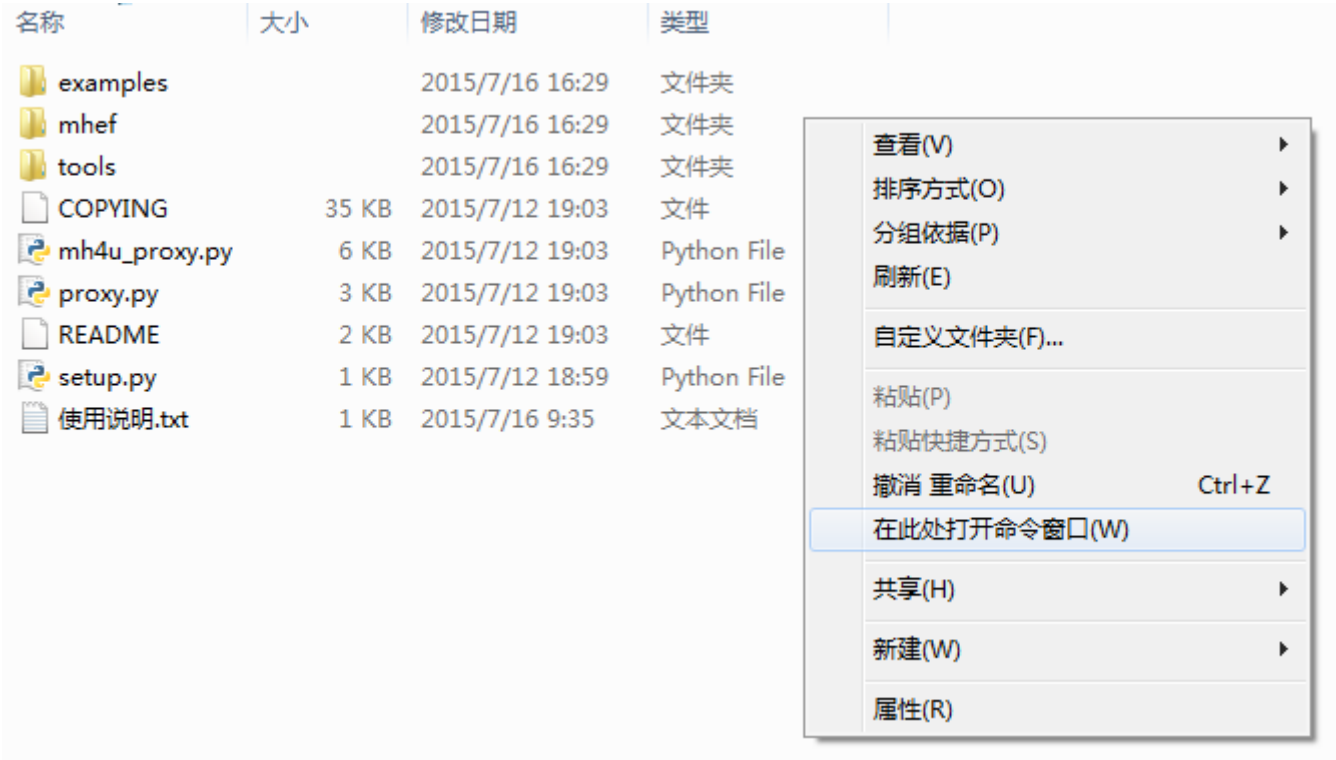 名称 大小 修改日期 类型
examples 2015/7/16 16:29 文件夹
mhef 2015/7/16 16:29 文件夹
tools 2015/7/16 16:29 文件夹
COPYING 35 KB 2015/7/12 19:03 文件
mh4u_proxy.py 6 KB 2015/7/12 19:03 Python File
proxy.py 3 KB 2015/7/12 19:03 Python File
README 2 KB 2015/7/12 19:03 文件
setup.py 1 KB 2015/7/12 18:59 Python File
使用说明.txt 1 KB 2015/7/16 9:35 文本文档
查看(V)
排序方式(O)
分组依据(P)
刷新(E)
自定义文件夹(F)...
粘贴(P)
粘贴快捷方式(S)
撤消 重命名(U) Ctrl+Z
在此处打开命令窗口(W)
共享(H)
新建(W)
属性(R)